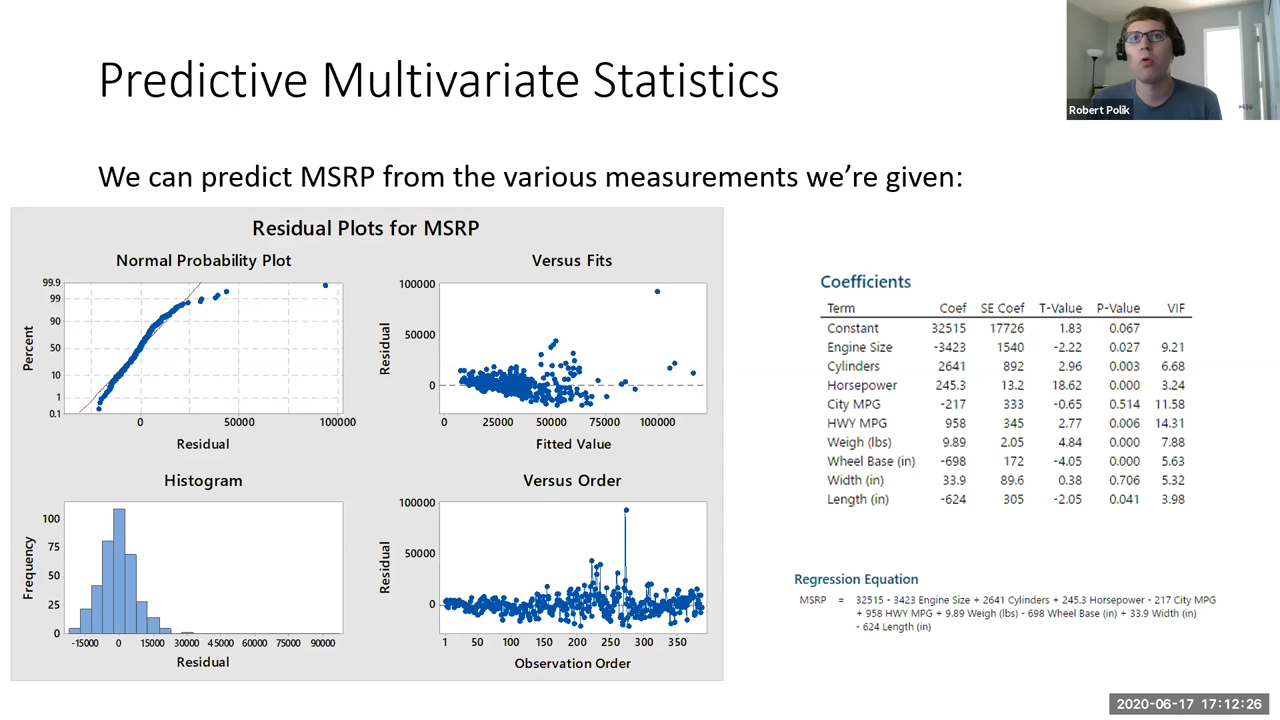 Predictive Multivariate Statistics
Robert Polik
We can predict MSRP from the various measurements we're given:
Residual Plots for MSRP
Normal Probability Plot
99.9
99
90
50
10
1
0.1
Percent
0
50000
100000
Residual
Versus Fits
100000
50000
0
Residual
0
25000
50000
75000
100000
Fitted Value
Histogram
100
75
50
25
0
Frequency
-15000
0
15000
30000
45000
60000
75000
90000
Residual
Versus Order
100000
50000
0
Residual
1
50
100
150
200
250
300
350
Observation Order
Coefficients
Term Coef SE Coef T-Value P-Value VIF
Constant 32515 17726 1.83 0.067
Engine Size -3423 1540 -2.22 0.027 9.21
Cylinders 2641 892 2.96 0.003 6.68
Horsepower 245.3 13.2 18.62 0.000 3.24
City MPG -217 333 -0.65 0.514 11.58
HWY MPG 958 345 2.77 0.006 14.31
Weigh (lbs) 9.89 2.05 4.84 0.000 7.88
Wheel Base (in) -698 172 -4.05 0.000 5.63
Width (in) 33.9 89.6 0.38 0.706 5.32
Length (in) -624 305 -2.05 0.041 3.98
Regression Equation
MSRP = 32515 - 3423 Engine Size + 2641 Cylinders + 245.3 Horsepower - 217 City MPG
+ 958 HWY MPG + 9.89 Weigh (lbs) - 698 Wheel Base (in) + 33.9 Width (in)
- 624 Length (in)
2020-06-17 17:12:26